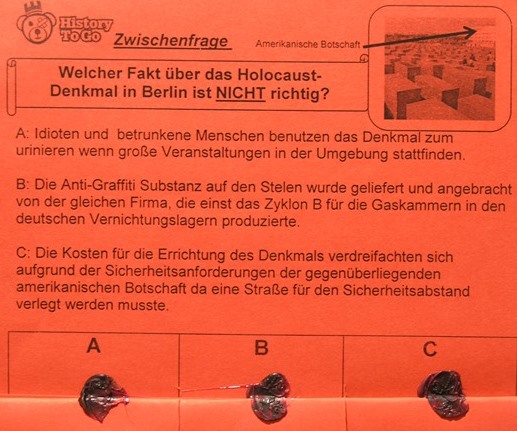 History
To Go
Zwischenfrage
Amerikanische Botschaft
Welcher Fakt über das Holocaust-
Denkmal in Berlin ist NICHT richtig?
A: Idioten und betrunkene Menschen benutzen das Denkmal zum
urinieren wenn große Veranstaltungen in der Umgebung stattfinden.
B: Die Anti-Graffiti Substanz auf den Stelen wurde geliefert und angebracht
von der gleichen Firma, die einst das Zyklon B für die Gaskammern in den
deutschen Vernichtungslagern produzierte.
C: Die Kosten für die Errichtung des Denkmals verdreifachten sich
aufgrund der Sicherheitsanforderungen der gegenüberliegenden
amerikanischen Botschaft da eine Straße für den Sicherheitsabstand
verlegt werden musste.
A
B
C